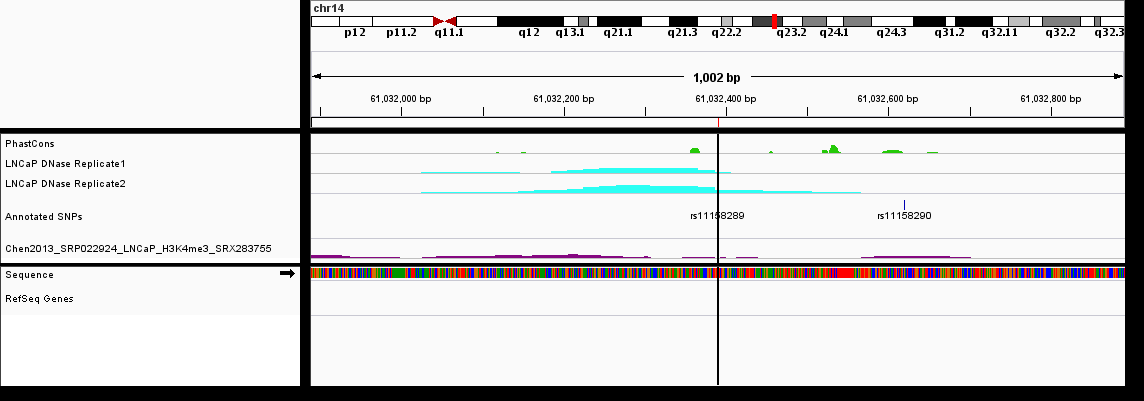 chr14
p12 p11.2 q11.1 q12 q13.1 q21.1 q21.3 q22.2 q23.2 q24.1 q24.3 q31.2 q32.11 q32.2 q32.3
1,002 bp
61,032,000 bp 61,032,200 bp 61,032,400 bp 61,032,600 bp 61,032,800 bp
PhastCons
LNCaP DNase Replicate1
LNCaP DNase Replicate2
Annotated SNPs rs11158289 rs11158290
Chen2013_SRP022924_LNCaP_H3K4me3_SRX283755
Sequence
RefSeq Genes